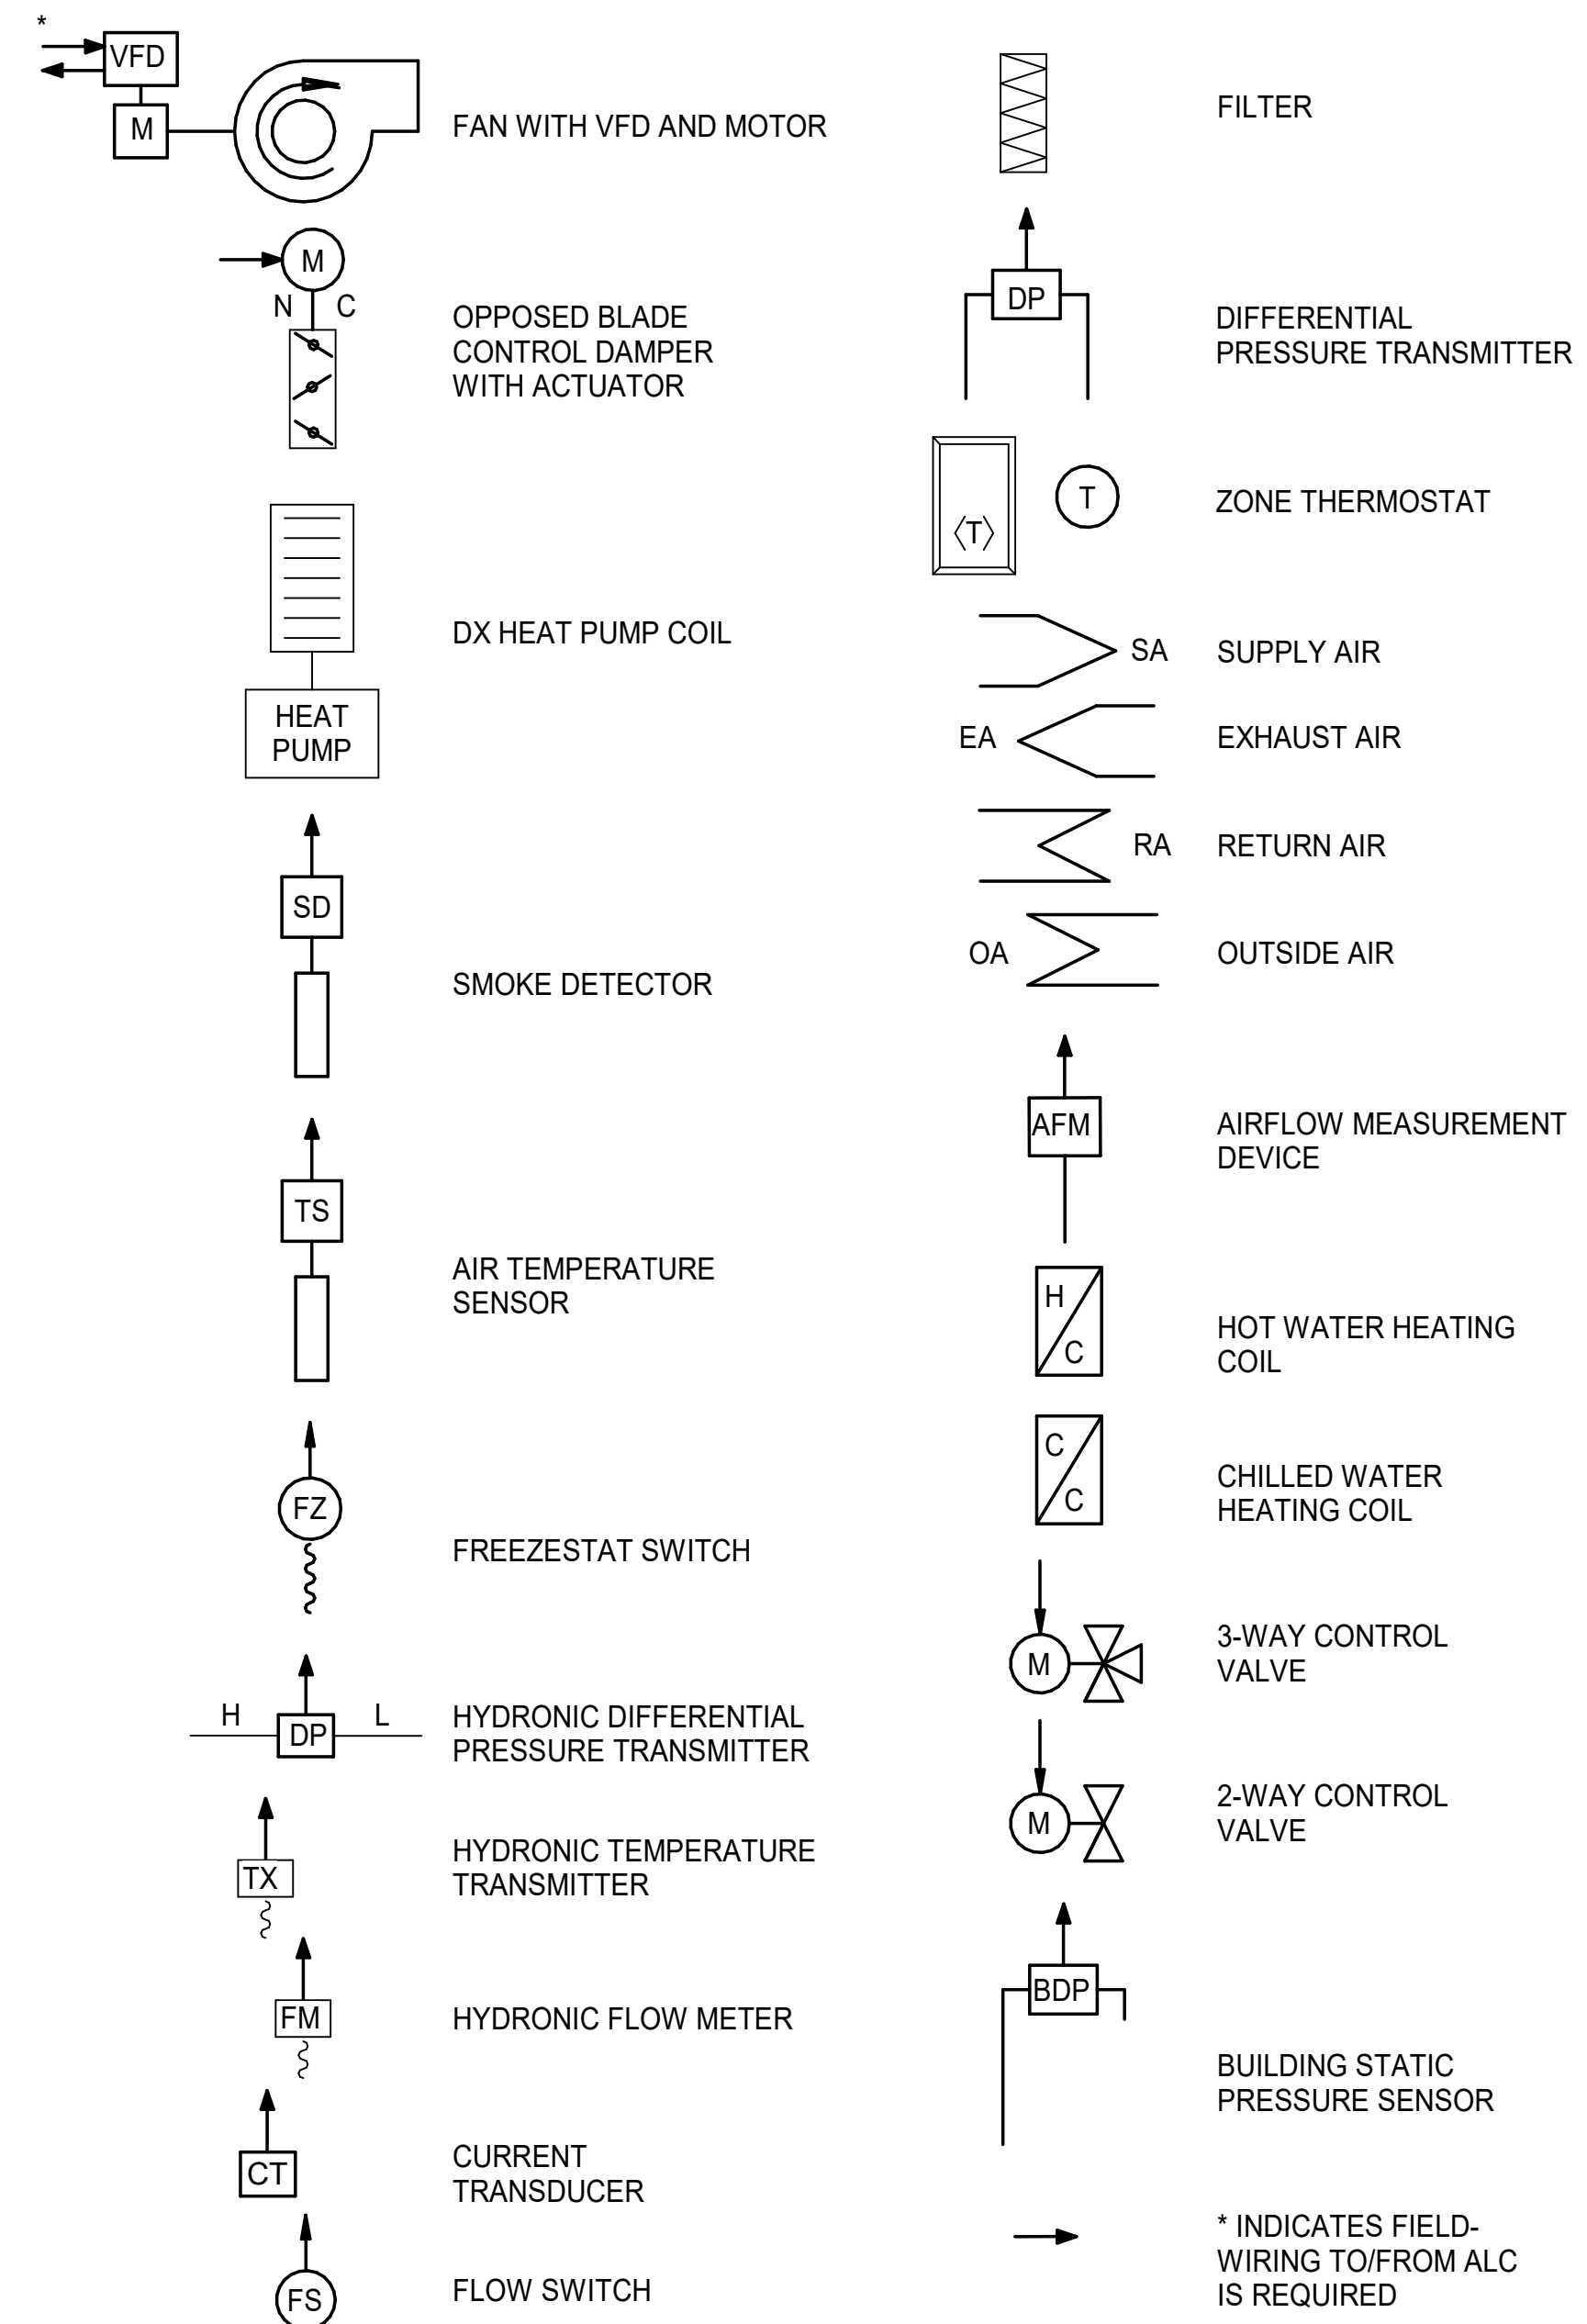 *
VFD
M
FAN WITH VFD AND MOTOR
M
N C
OPPOSED BLADE
CONTROL DAMPER
WITH ACTUATOR
DX HEAT PUMP COIL
HEAT
PUMP
SD
SMOKE DETECTOR
TS
AIR TEMPERATURE
SENSOR
FZ
FREEZESTAT SWITCH
H DP L
HYDRONIC DIFFERENTIAL
PRESSURE TRANSMITTER
TX
HYDRONIC TEMPERATURE
TRANSMITTER
FM
HYDRONIC FLOW METER
CT
CURRENT
TRANSDUCER
FS
FLOW SWITCH
FILTER
DP
DIFFERENTIAL
PRESSURE TRANSMITTER
〈T〉 T
ZONE THERMOSTAT
SA SUPPLY AIR
EA EXHAUST AIR
RA RETURN AIR
OA OUTSIDE AIR
AFM
AIRFLOW MEASUREMENT
DEVICE
H
C
HOT WATER HEATING
COIL
C
C
CHILLED WATER
HEATING COIL
M
3-WAY CONTROL
VALVE
M
2-WAY CONTROL
VALVE
BDP
BUILDING STATIC
PRESSURE SENSOR
* INDICATES FIELD-
WIRING TO/FROM ALC
IS REQUIRED